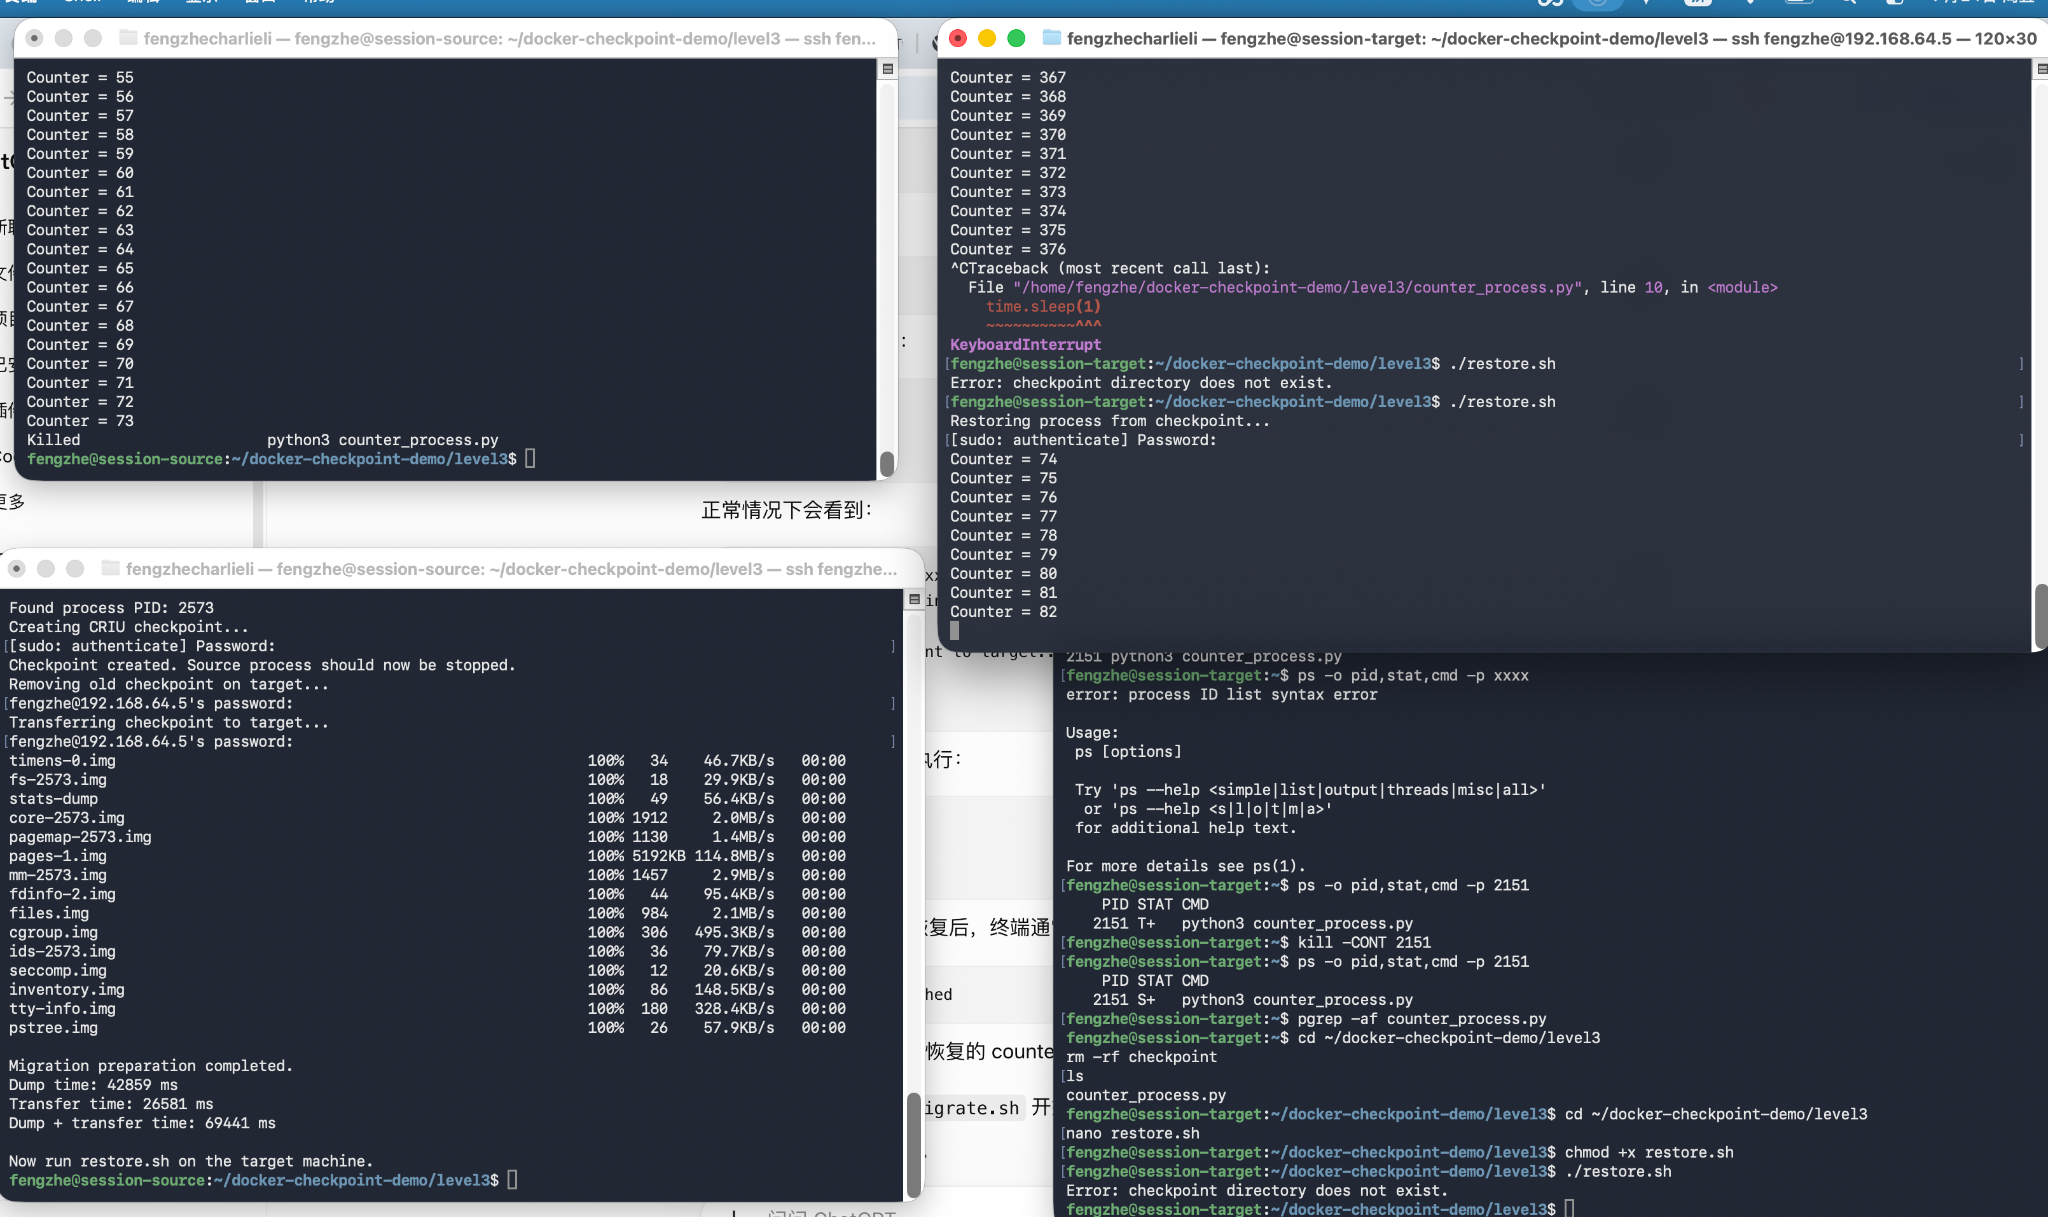 fengzhecharlieli — fengzhe@session-source: ~/docker-checkpoint-demo/level3 — ssh fen...
Counter = 55
Counter = 56
Counter = 57
Counter = 58
Counter = 59
Counter = 60
Counter = 61
Counter = 62
Counter = 63
Counter = 64
Counter = 65
Counter = 66
Counter = 67
Counter = 68
Counter = 69
Counter = 70
Counter = 71
Counter = 72
Counter = 73
Killed                     python3 counter_process.py
fengzhe@session-source:~/docker-checkpoint-demo/level3$
fengzhecharlieli — fengzhe@session-target: ~/docker-checkpoint-demo/level3 — ssh fengzhe@192.168.64.5 — 120×30
Counter = 367
Counter = 368
Counter = 369
Counter = 370
Counter = 371
Counter = 372
Counter = 373
Counter = 374
Counter = 375
Counter = 376
^CTraceback (most recent call last):
  File "/home/fengzhe/docker-checkpoint-demo/level3/counter_process.py", line 10, in <module>
    time.sleep(1)
    ~~~~~~~~~~^^^
KeyboardInterrupt
[fengzhe@session-target:~/docker-checkpoint-demo/level3$ ./restore.sh ]
Error: checkpoint directory does not exist.
[fengzhe@session-target:~/docker-checkpoint-demo/level3$ ./restore.sh ]
Restoring process from checkpoint...
[[sudo: authenticate] Password: ]
Counter = 74
Counter = 75
Counter = 76
Counter = 77
Counter = 78
Counter = 79
Counter = 80
Counter = 81
Counter = 82
更多
正常情况下会看到：
fengzhecharlieli — fengzhe@session-source: ~/docker-checkpoint-demo/level3 — ssh fengzhe...
Found process PID: 2573
Creating CRIU checkpoint...
[[sudo: authenticate] Password: ]
Checkpoint created. Source process should now be stopped.
Removing old checkpoint on target...
[fengzhe@192.168.64.5's password: ]
Transferring checkpoint to target...
[fengzhe@192.168.64.5's password: ]
timens-0.img 100% 34 46.7KB/s 00:00
fs-2573.img 100% 18 29.9KB/s 00:00
stats-dump 100% 49 56.4KB/s 00:00
core-2573.img 100% 1912 2.0MB/s 00:00
pagemap-2573.img 100% 1130 1.4MB/s 00:00
pages-1.img 100% 5192KB 114.8MB/s 00:00
mm-2573.img 100% 1457 2.9MB/s 00:00
fdinfo-2.img 100% 44 95.4KB/s 00:00
files.img 100% 984 2.1MB/s 00:00
cgroup.img 100% 306 495.3KB/s 00:00
ids-2573.img 100% 36 79.7KB/s 00:00
seccomp.img 100% 12 20.6KB/s 00:00
inventory.img 100% 86 148.5KB/s 00:00
tty-info.img 100% 180 328.4KB/s 00:00
pstree.img 100% 26 57.9KB/s 00:00
Migration preparation completed.
Dump time: 42859 ms
Transfer time: 26581 ms
Dump + transfer time: 69441 ms
Now run restore.sh on the target machine.
fengzhe@session-source:~/docker-checkpoint-demo/level3$
nt to target..
执行：
恢复后，终端通
hed
恢复的 counte
igrate.sh 开
2151 python3 counter_process.py
[fengzhe@session-target:~$ ps -o pid,stat,cmd -p xxxx
error: process ID list syntax error
Usage:
 ps [options]
 Try 'ps --help <simple|list|output|threads|misc|all>'
  or 'ps --help <s|l|o|t|m|a>'
 for additional help text.
For more details see ps(1).
[fengzhe@session-target:~$ ps -o pid,stat,cmd -p 2151
    PID STAT CMD
   2151 T+   python3 counter_process.py
[fengzhe@session-target:~$ kill -CONT 2151
[fengzhe@session-target:~$ ps -o pid,stat,cmd -p 2151
    PID STAT CMD
   2151 S+   python3 counter_process.py
[fengzhe@session-target:~$ pgrep -af counter_process.py
fengzhe@session-target:~$ cd ~/docker-checkpoint-demo/level3
rm -rf checkpoint
[ls
counter_process.py
fengzhe@session-target:~/docker-checkpoint-demo/level3$ cd ~/docker-checkpoint-demo/level3
[nano restore.sh
[fengzhe@session-target:~/docker-checkpoint-demo/level3$ chmod +x restore.sh
[fengzhe@session-target:~/docker-checkpoint-demo/level3$ ./restore.sh
Error: checkpoint directory does not exist.
fengzhe@session-target:~/docker-checkpoint-demo/level3$